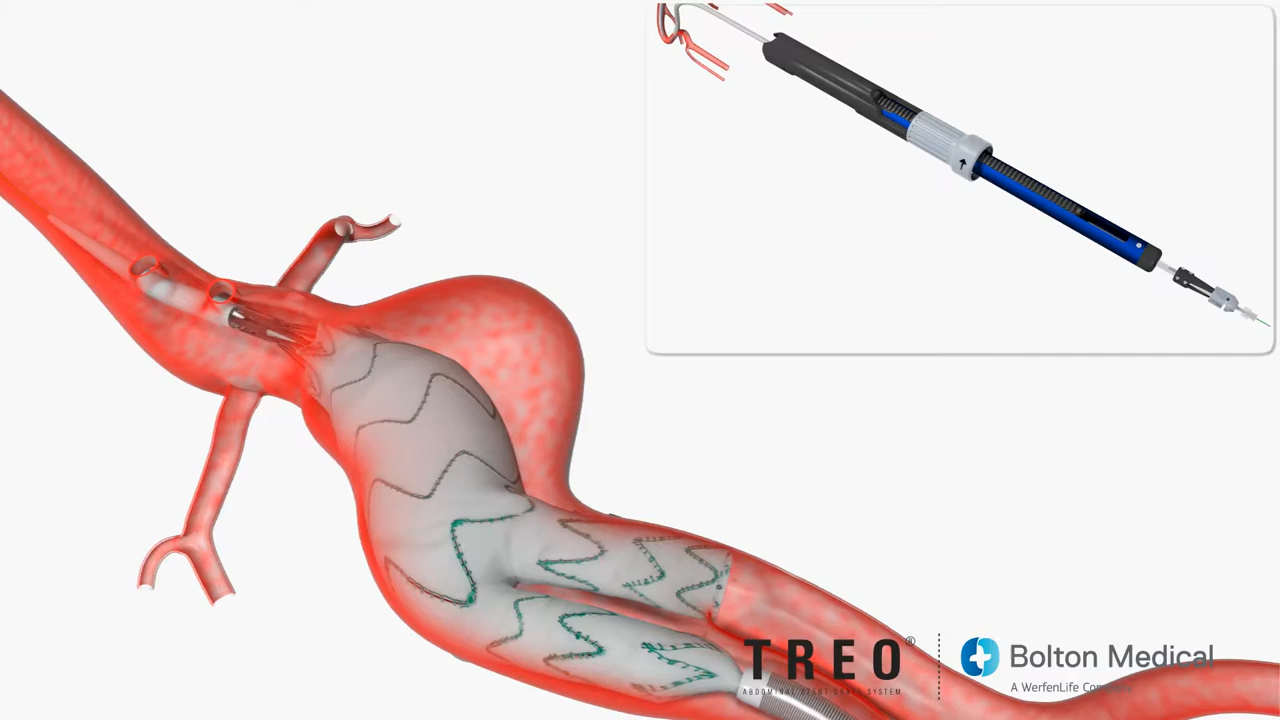 TREO®
ABDOMINAL STENT GRAFT SYSTEM
Bolton Medical
A WerfenLife Company